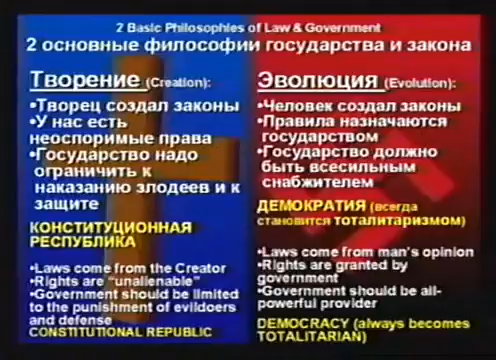 2 Basic Philosophies of Law & Government
2 основные философии государства и закона
Творение (Creation):
•Творец создал законы
•У нас есть
неоспоримые права
•Государство надо
ограничить к
наказанию злодеев и к
защите
КОНСТИТУЦИОННАЯ
РЕСПУБЛИКА
•Laws come from the Creator
•Rights are "unalienable"
•Government should be limited
to the punishment of evildoers
and defense
CONSTITUTIONAL REPUBLIC
Эволюция (Evolution):
•Человек создал законы
•Правила назначаются
государством
•Государство должно
быть всесильным
снабжителем
ДЕМОКРАТИЯ (всегда
становится тоталитаризмом)
•Laws come from man's opinion
•Rights are granted by
government
•Government should be all-
powerful provider
DEMOCRACY (always becomes
TOTALITARIAN)